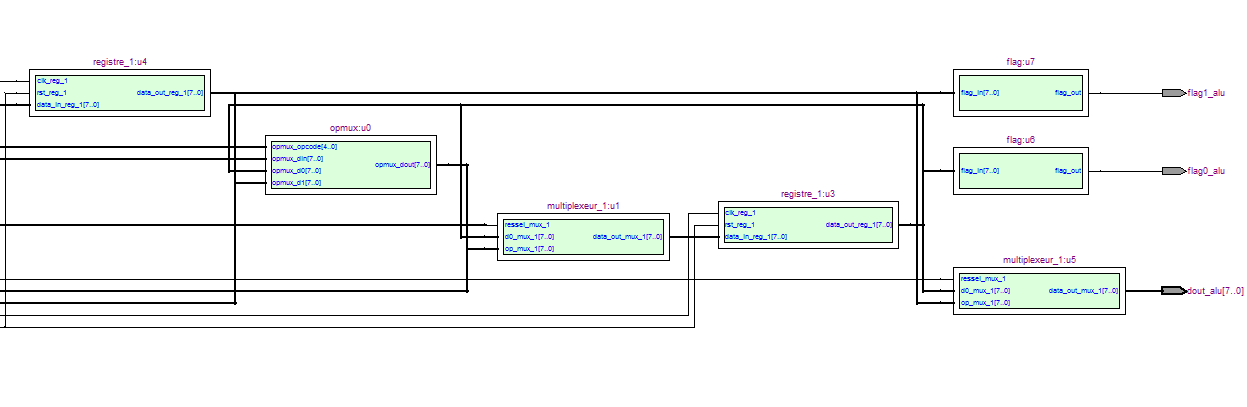 registre_1:u4
clk_reg_1
rst_reg_1
data_in_reg_1[7..0]
data_out_reg_1[7..0]
opmux:u0
opmux_opcode[4..0]
opmux_din[7..0]
opmux_d0[7..0]
opmux_d1[7..0]
opmux_dout[7..0]
multiplexeur_1:u1
ressel_mux_1
d0_mux_1[7..0]
op_mux_1[7..0]
data_out_mux_1[7..0]
registre_1:u3
clk_reg_1
rst_reg_1
data_in_reg_1[7..0]
data_out_reg_1[7..0]
flag:u7
flag_in[7..0]
flag_out
flag1_alu
flag:u6
flag_in[7..0]
flag_out
flag0_alu
multiplexeur_1:u5
ressel_mux_1
d0_mux_1[7..0]
op_mux_1[7..0]
data_out_mux_1[7..0]
dout_alu[7..0]